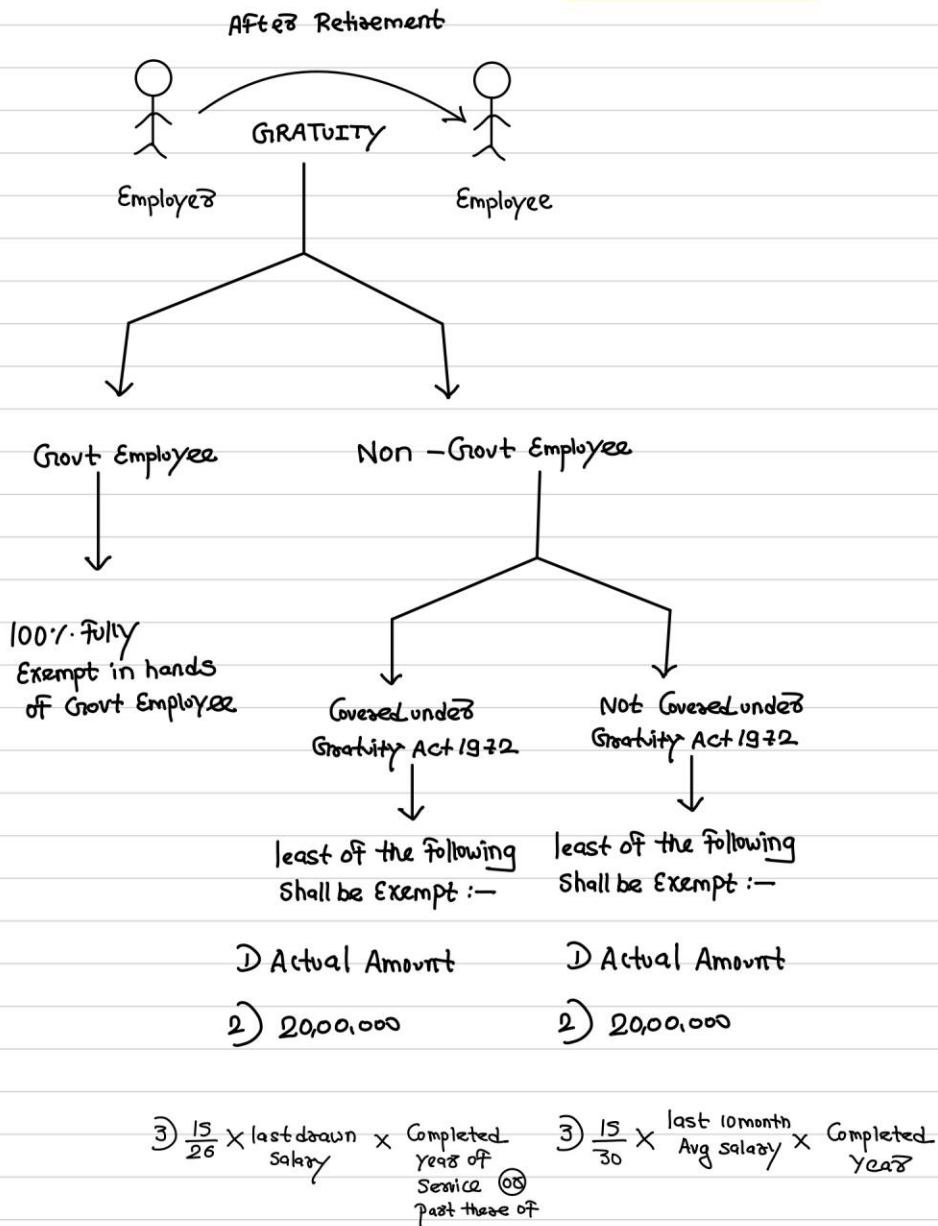 After Retirement
GRATUITY
Employer
Employee
Govt Employee
Non - Govt Employee
100% Fully
Exempt in hands
of Govt Employee
Covered under
Gratuity Act 1972
Not Covered under
Gratuity Act 1972
least of the Following
Shall be Exempt :-
1) Actual Amount
2) 20,00,000
3) 15/26 × last drawn salary × Completed
year of
Service or
Part there of
least of the Following
Shall be Exempt :-
1) Actual Amount
2) 20,00,000
3) 15/30 × last 10 month Avg salary × Completed
year